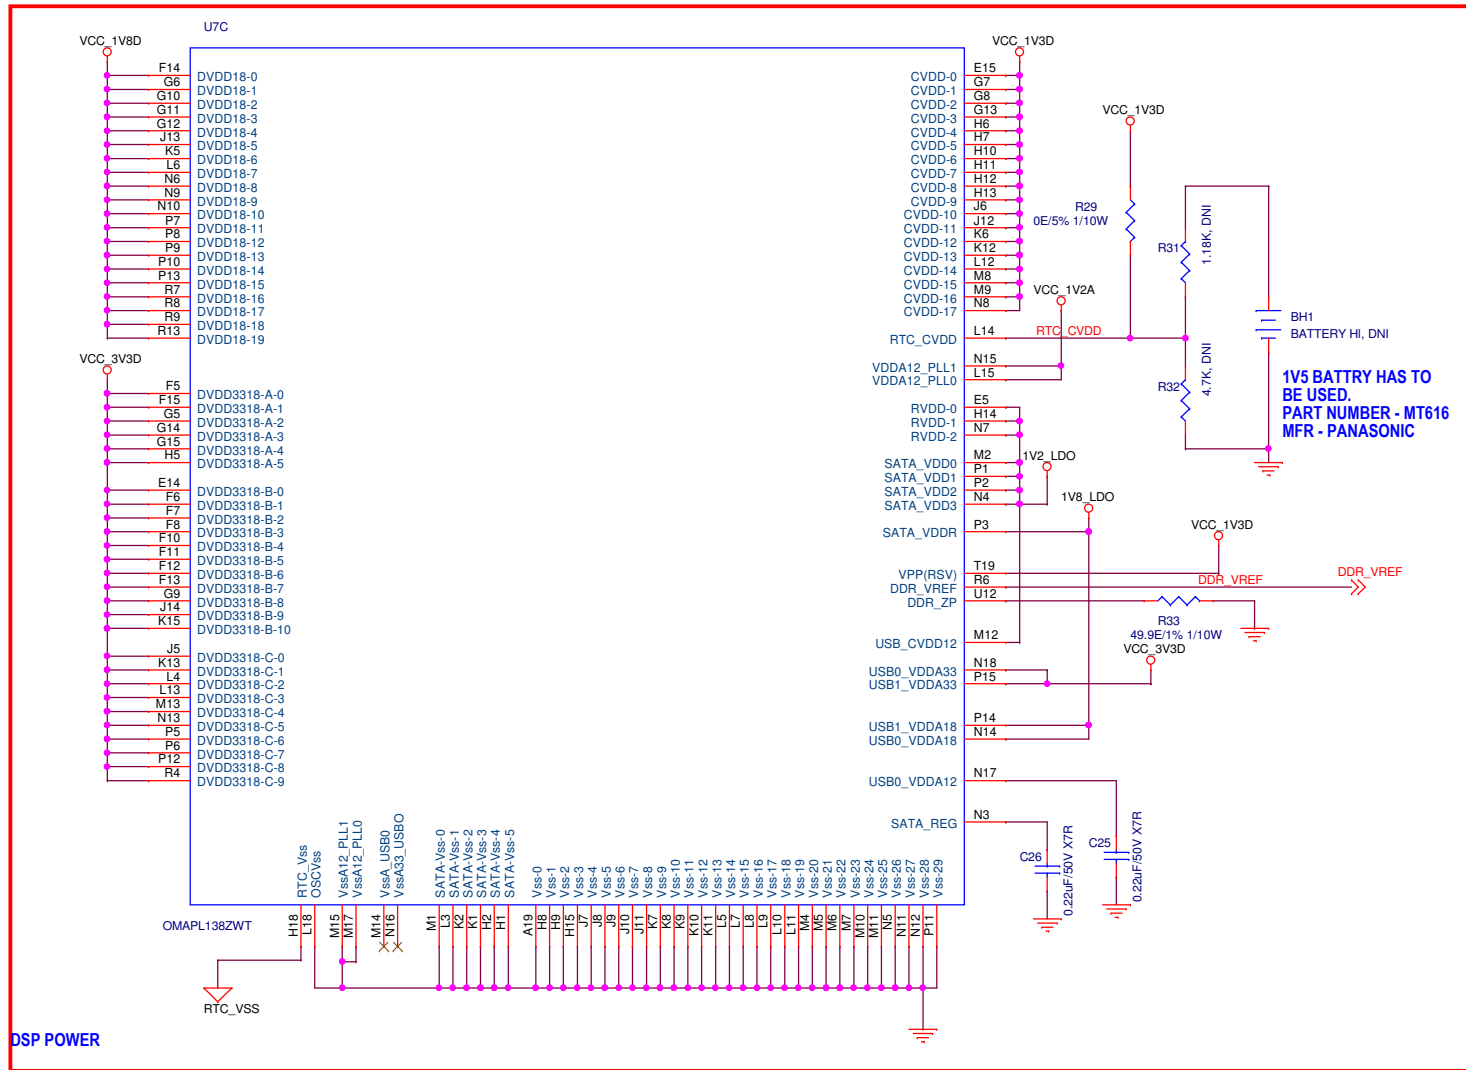 U7C
VCC_1V8D
F14 DVDD18-0
G6 DVDD18-1
G10 DVDD18-2
G11 DVDD18-3
G12 DVDD18-4
J13 DVDD18-5
K5 DVDD18-6
L6 DVDD18-7
N6 DVDD18-8
N9 DVDD18-9
N10 DVDD18-10
P7 DVDD18-11
P8 DVDD18-12
P9 DVDD18-13
P10 DVDD18-14
P13 DVDD18-15
R7 DVDD18-16
R8 DVDD18-17
R9 DVDD18-18
R13 DVDD18-19
VCC_3V3D
F5 DVDD3318-A-0
F15 DVDD3318-A-1
G5 DVDD3318-A-2
G14 DVDD3318-A-3
G15 DVDD3318-A-4
H5 DVDD3318-A-5
E14 DVDD3318-B-0
F6 DVDD3318-B-1
F7 DVDD3318-B-2
F8 DVDD3318-B-3
F10 DVDD3318-B-4
F11 DVDD3318-B-5
F12 DVDD3318-B-6
F13 DVDD3318-B-7
G9 DVDD3318-B-8
J14 DVDD3318-B-9
K15 DVDD3318-B-10
J5 DVDD3318-C-0
K13 DVDD3318-C-1
L4 DVDD3318-C-2
L13 DVDD3318-C-3
M13 DVDD3318-C-4
N13 DVDD3318-C-5
P5 DVDD3318-C-6
P6 DVDD3318-C-7
P12 DVDD3318-C-8
R4 DVDD3318-C-9
VCC_1V3D
CVDD-0 E15
CVDD-1 G7
CVDD-2 G8
CVDD-3 G13
CVDD-4 H6
CVDD-5 H7
CVDD-6 H10
CVDD-7 H11
CVDD-8 H12
CVDD-9 H13
CVDD-10 J6
CVDD-11 J12
CVDD-12 K6
CVDD-13 K12
CVDD-14 L12
CVDD-15 M8
CVDD-16 M9
CVDD-17 N8
VCC_1V2A
RTC_CVDD L14 RTC_CVDD
VDDA12_PLL1 N15
VDDA12_PLL0 L15
RVDD-0 E5
RVDD-1 H14
RVDD-2 N7
SATA_VDD0 M2 1V2_LDO
SATA_VDD1 P1
SATA_VDD2 P2
SATA_VDD3 N4
1V8_LDO
SATA_VDDR P3
VCC_1V3D
VPP(RSV) T19
DDR_VREF R6 DDR_VREF DDR_VREF
DDR_ZP U12
R33
49.9E/1% 1/10W
VCC_3V3D
USB_CVDD12 M12
USB0_VDDA33 N18
USB1_VDDA33 P15
USB1_VDDA18 P14
USB0_VDDA18 N14
USB0_VDDA12 N17
SATA_REG N3
C26
0.22uF/50V X7R
C25
0.22uF/50V X7R
VCC_1V3D
R29
0E/5% 1/10W
R31
1.18K, DNI
R32
4.7K, DNI
BH1
BATTERY HI, DNI
1V5 BATTRY HAS TO
BE USED.
PART NUMBER - MT616
MFR - PANASONIC
RTC_Vss H18
OSCVss L18
VssA12_PLL1 M15
VssA12_PLL0 M17
VssA_USB0 M14
VssA33_USBO N16
SATA-Vss-0 M1
SATA-Vss-1 L3
SATA-Vss-2 K2
SATA-Vss-3 K1
SATA-Vss-4 H2
SATA-Vss-5 H1
Vss-0 A19
Vss-1 H8
Vss-2 H9
Vss-3 H15
Vss-4 J7
Vss-5 J8
Vss-6 J9
Vss-7 J10
Vss-8 J11
Vss-9 K7
Vss-10 K8
Vss-11 K9
Vss-12 K10
Vss-13 K11
Vss-14 L5
Vss-15 L7
Vss-16 L8
Vss-17 L9
Vss-18 L10
Vss-19 L11
Vss-20 M4
Vss-21 M5
Vss-22 M6
Vss-23 M7
Vss-24 M10
Vss-25 M11
Vss-26 N5
Vss-27 N11
Vss-28 N12
Vss-29 P11
OMAPL138ZWT
RTC_VSS
DSP POWER